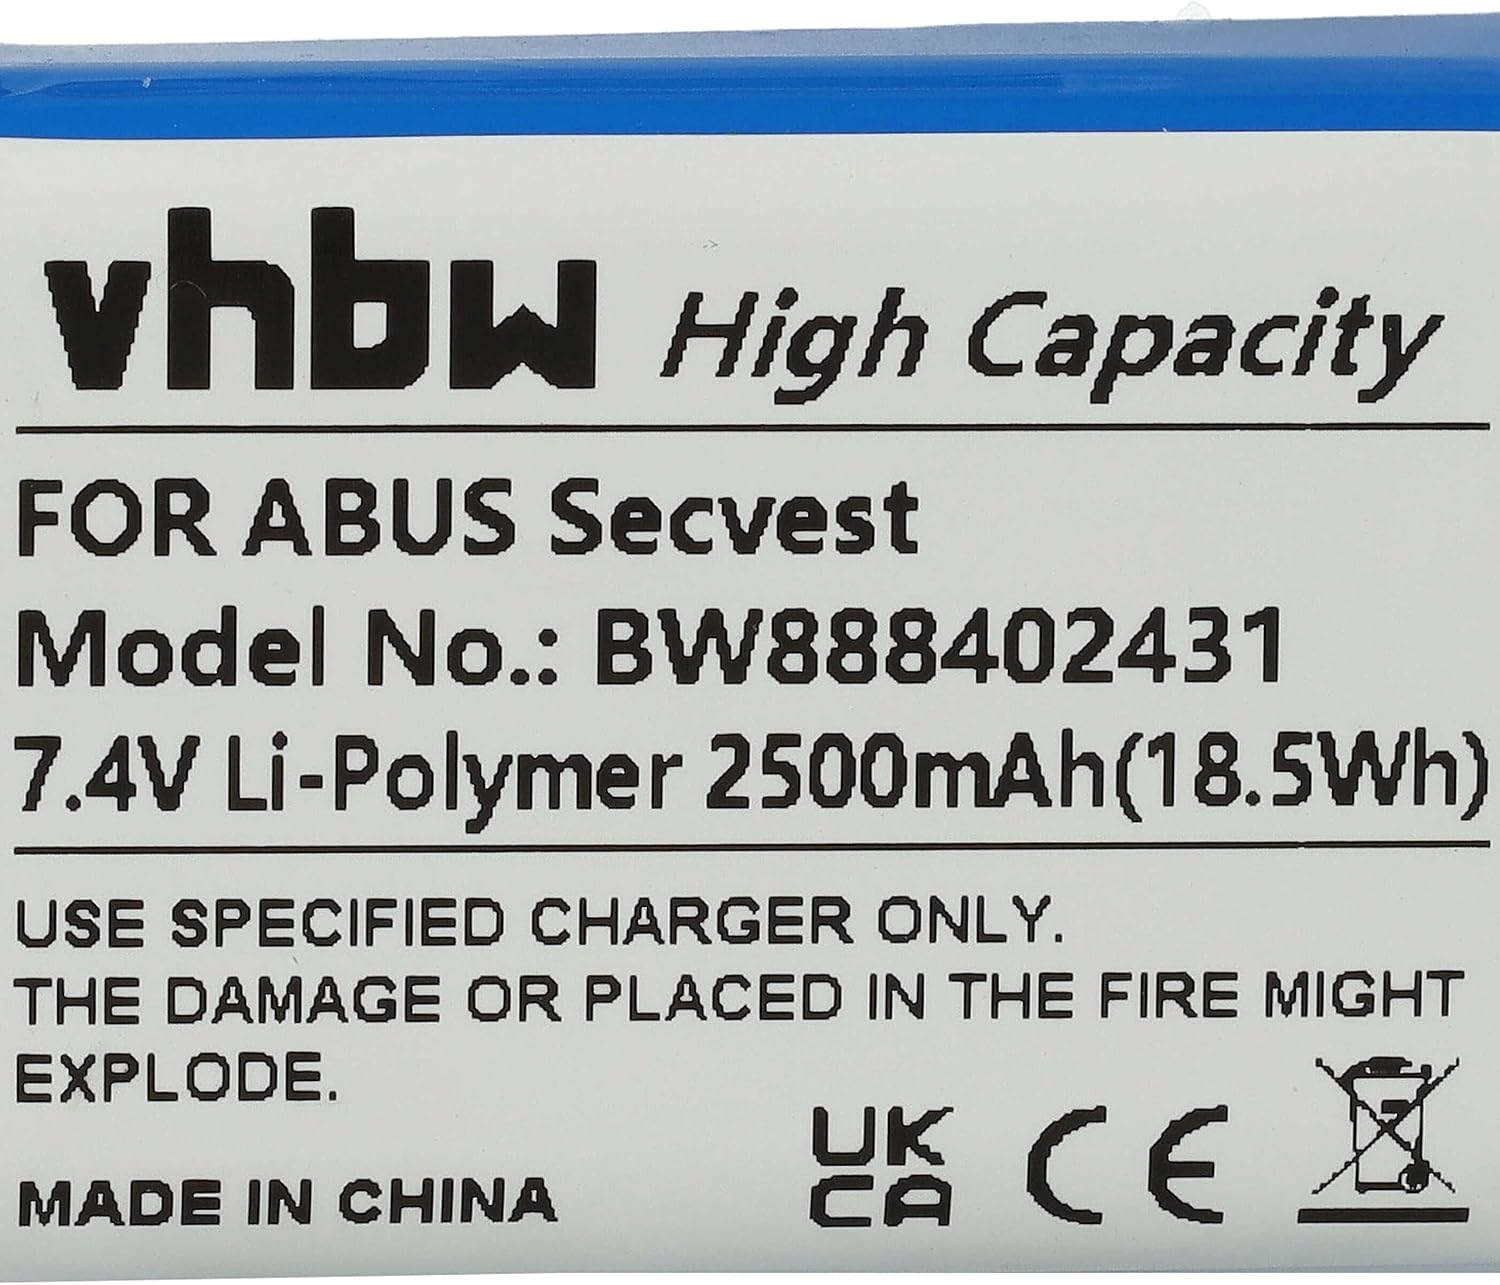 vhbw High Capacity
FOR ABUS Secvest
Model No.: BW888402431
7.4V Li-Polymer 2500mAh(18.5Wh)
USE SPECIFIED CHARGER ONLY.
THE DAMAGE OR PLACED IN THE FIRE MIGHT
EXPLODE.
MADE IN CHINA
UK
CA
CE